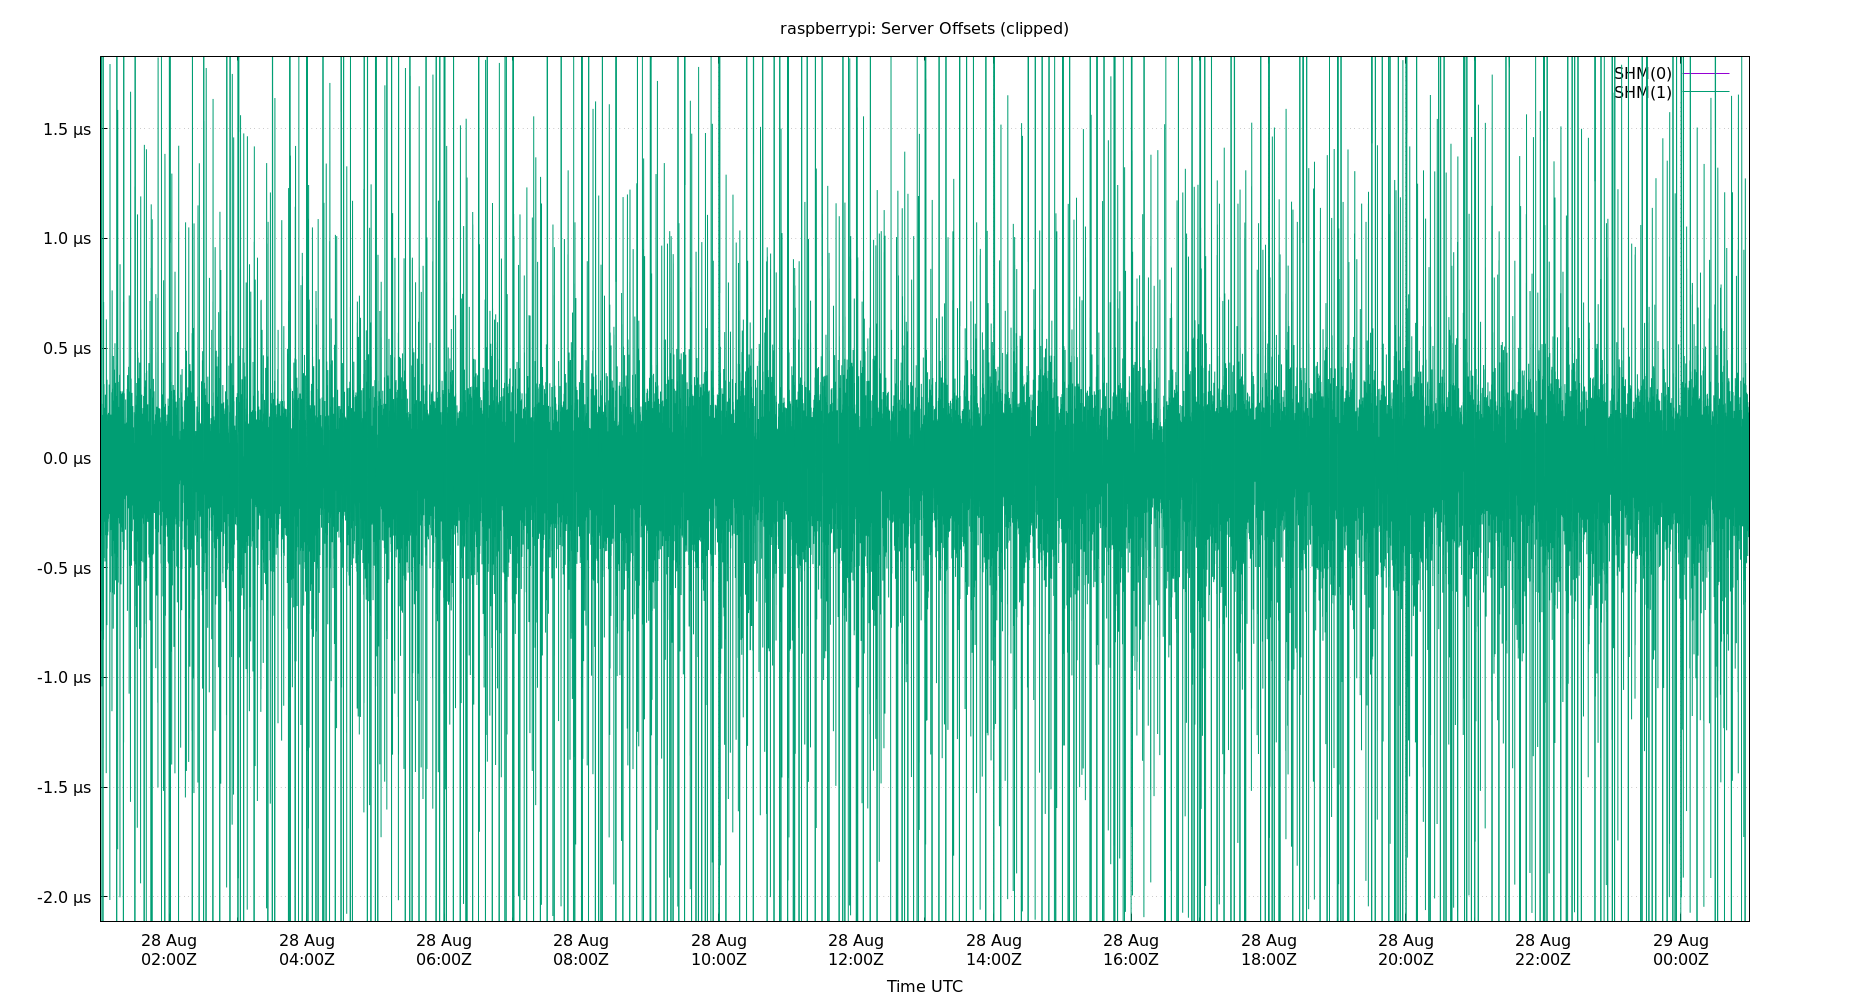 raspberrypi: Server Offsets (clipped)
SHM(0)
SHM(1)
1.5 µs
1.0 µs
0.5 µs
0.0 µs
-0.5 µs
-1.0 µs
-1.5 µs
-2.0 µs
28 Aug 28 Aug 28 Aug 28 Aug 28 Aug 28 Aug 28 Aug 28 Aug 28 Aug 28 Aug 28 Aug 29 Aug
02:00Z 04:00Z 06:00Z 08:00Z 10:00Z 12:00Z 14:00Z 16:00Z 18:00Z 20:00Z 22:00Z 00:00Z
Time UTC